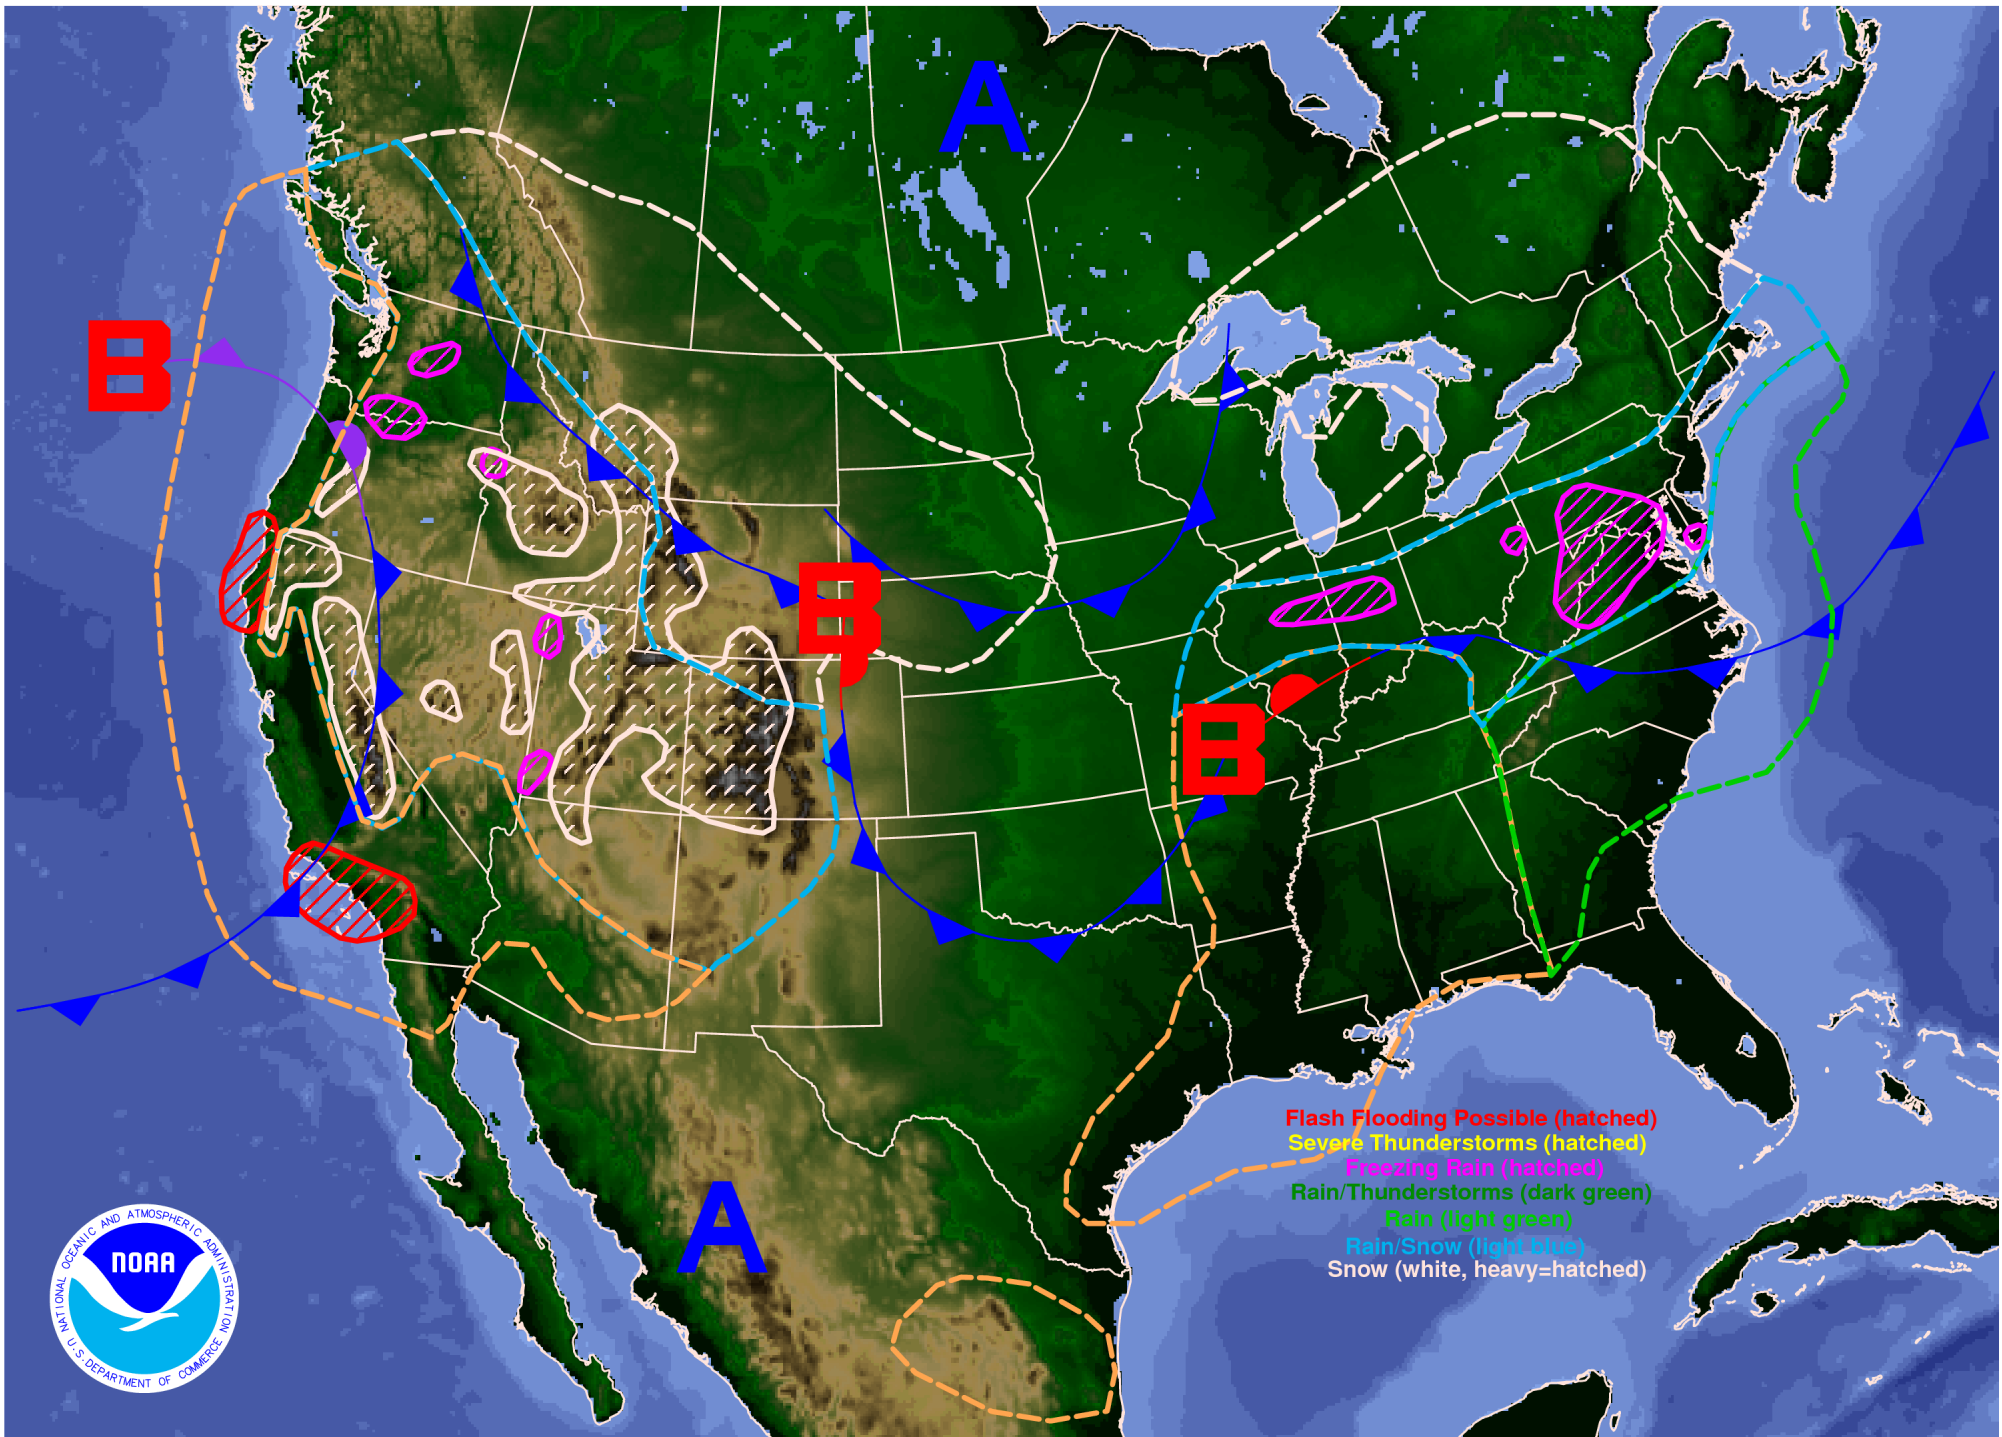 A
B
B
B
A
Flash Flooding Possible (hatched)
Severe Thunderstorms (hatched)
Freezing Rain (hatched)
Rain/Thunderstorms (dark green)
Rain (light green)
Rain/Snow (light blue)
Snow (white, heavy=hatched)
NATIONAL OCEANIC AND ATMOSPHERIC ADMINISTRATION
NOAA
U.S. DEPARTMENT OF COMMERCE